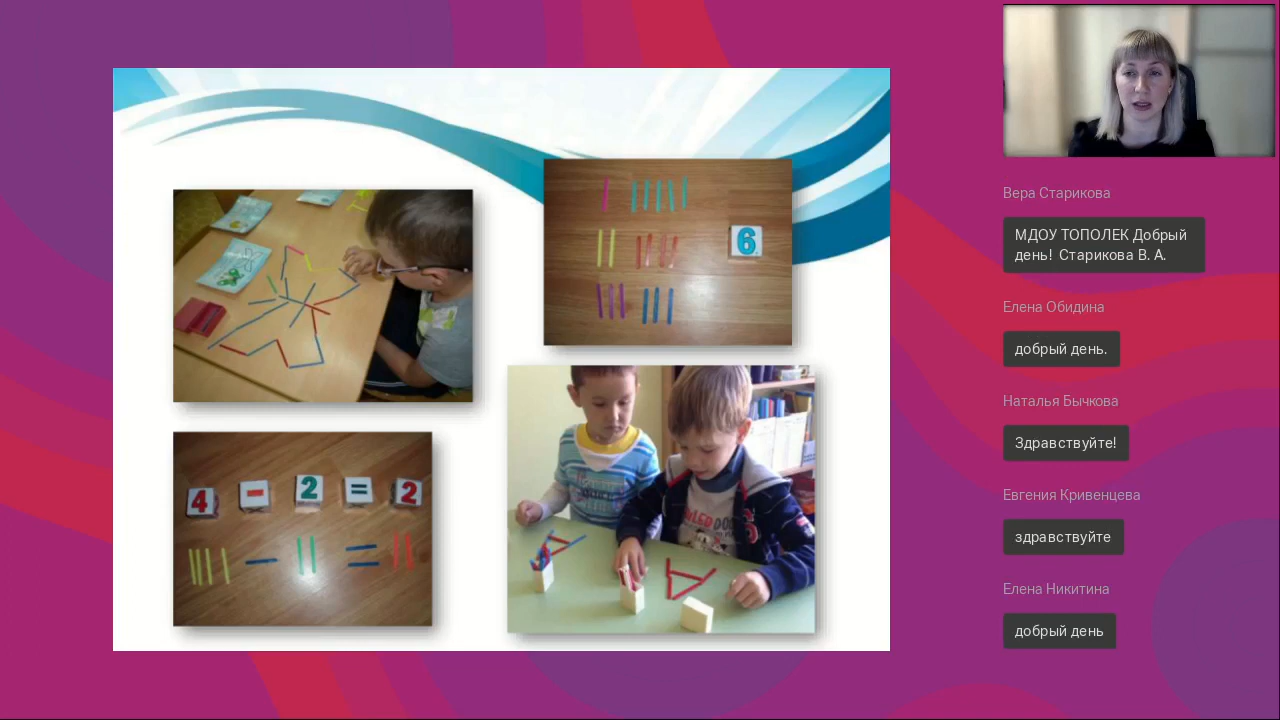 6
4 - 2 = 2
Вера Старикова
МДОУ ТОПОЛЕК Добрый
день! Старикова В. А.
Елена Обидина
добрый день.
Наталья Бычкова
Здравствуйте!
Евгения Кривенцева
здравствуйте
Елена Никитина
добрый день